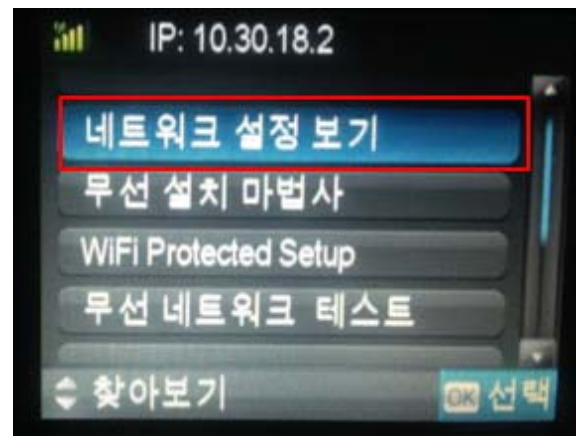 IP: 10.30.18.2
네트워크 설정 보기
무선 설치 마법사
WiFi Protected Setup
무선 네트워크 테스트
찾아보기
OK 선택